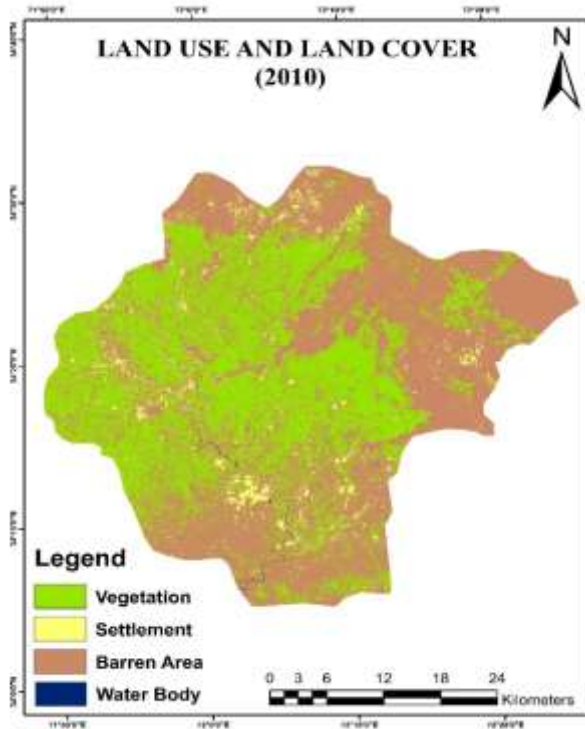 LAND USE AND LAND COVER
(2010)
N
Legend
Vegetation
Settlement
Barren Area
Water Body
0 3 6 12 18 24
Kilometers